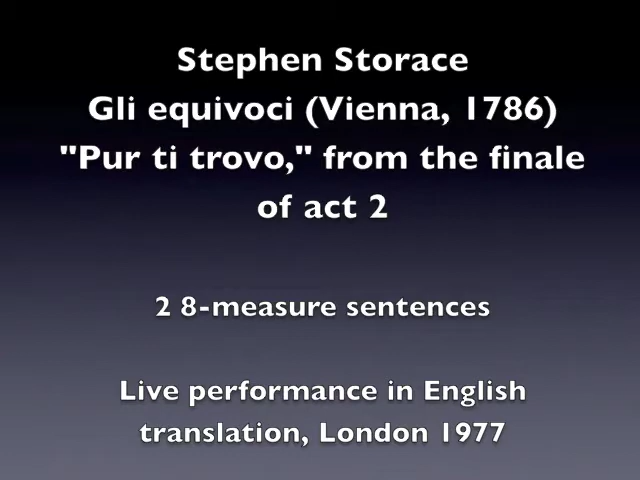 Stephen Storace
Gli equivoci (Vienna, 1786)
"Pur ti trovo," from the finale
of act 2
2 8-measure sentences
Live performance in English
translation, London 1977